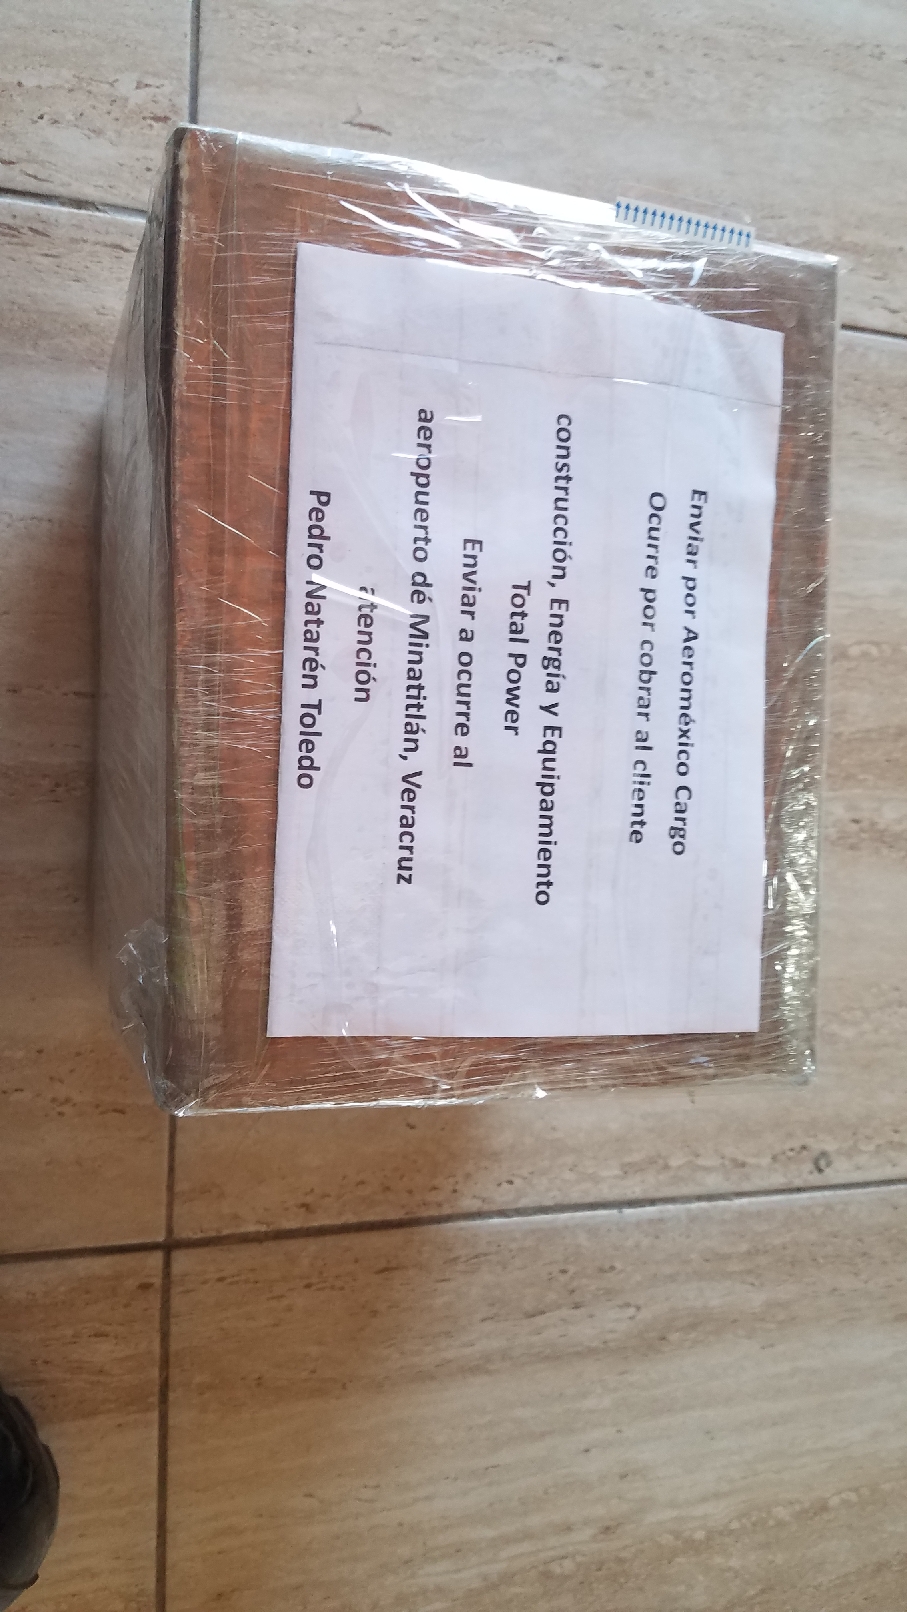 Enviar por Aeroméxico Cargo
Ocurre por cobrar al cliente
construcción, Energía y Equipamiento
Total Power
Enviar a ocurre al
aeropuerto dé Minatitlán, Veracruz
atención
Pedro Natarén Toledo